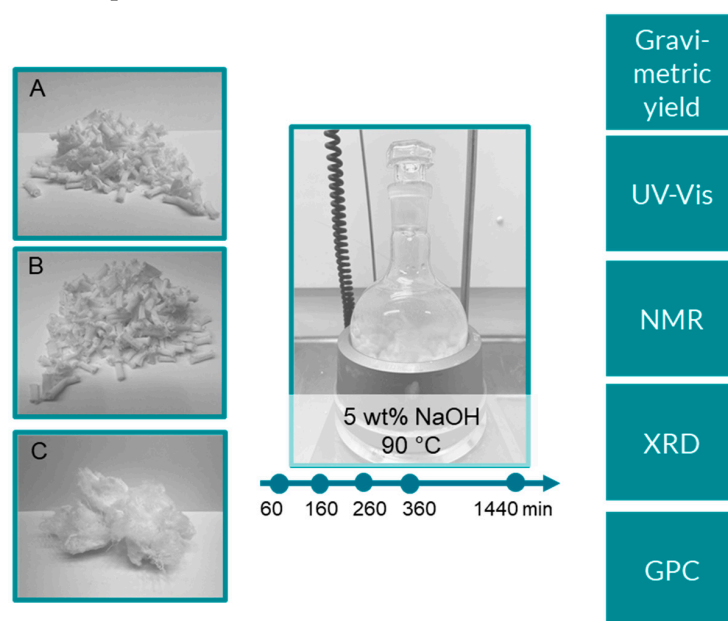 A
B
C
5 wt% NaOH
90 °C
60 160 260 360 1440 min
Gravi-
metric
yield
UV-Vis
NMR
XRD
GPC